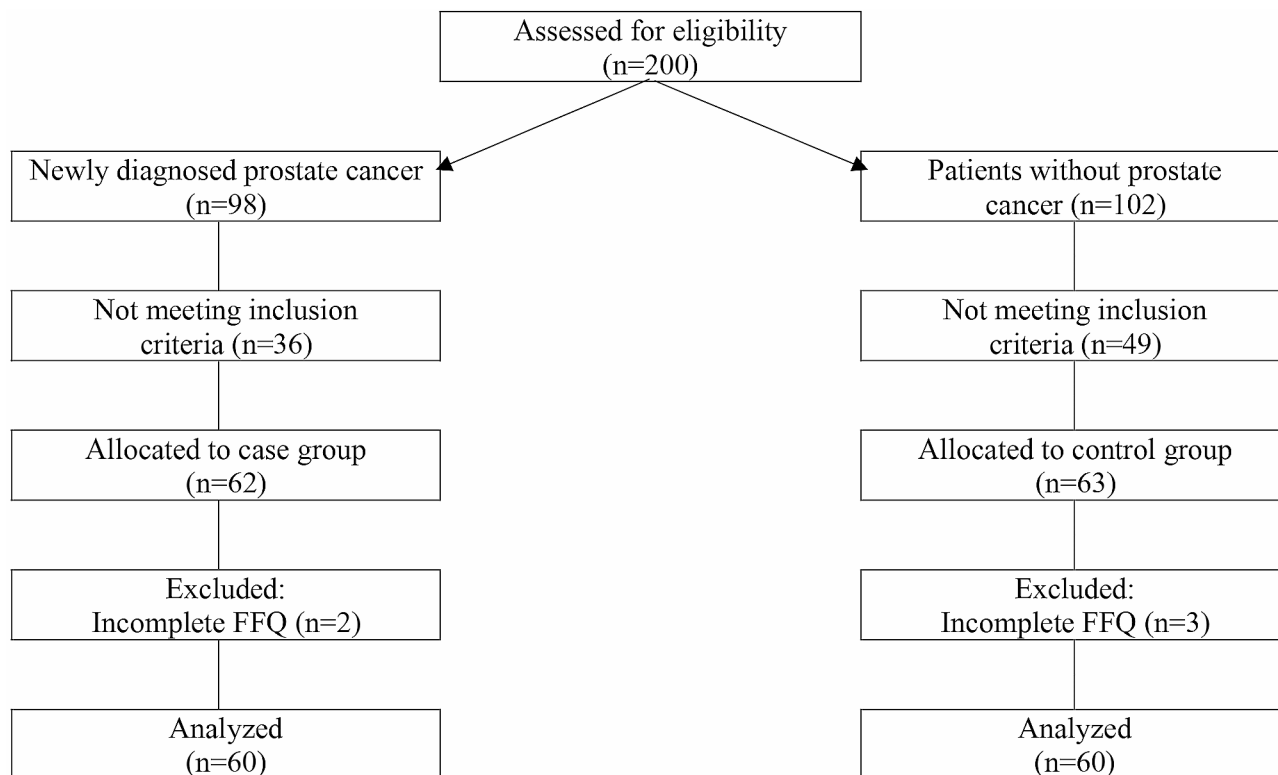 Assessed for eligibility
(n=200)
Newly diagnosed prostate cancer
(n=98)
Patients without prostate
cancer (n=102)
Not meeting inclusion
criteria (n=36)
Not meeting inclusion
criteria (n=49)
Allocated to case group
(n=62)
Allocated to control group
(n=63)
Excluded:
Incomplete FFQ (n=2)
Excluded:
Incomplete FFQ (n=3)
Analyzed
(n=60)
Analyzed
(n=60)